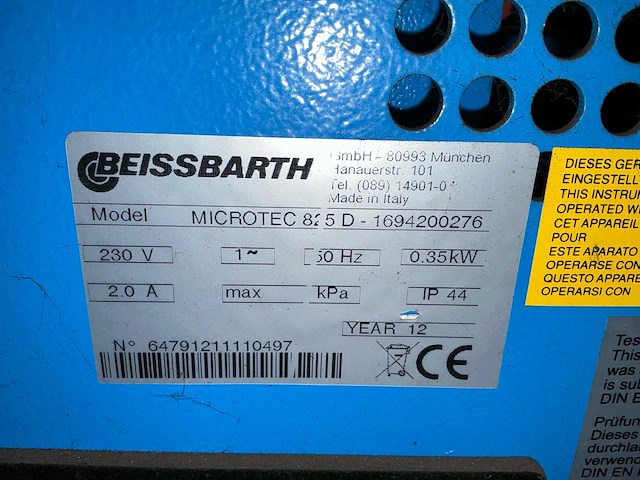 BEISSBARTH
GmbH - 80993 München
Hanauerstr. 101
Tel. (089) 14901-0
Made in Italy
Model MICROTEC 825 D - 1694200276
230 V 1~ 50 Hz 0.35kW
2.0 A max kPa IP 44
YEAR 12
N° 64791211110497
CE
DIESES GER
EINGESTELL
THIS INSTRUM
OPERATED W
CET APPAREIL
POUR
ESTE APARATO
OPERARSE CON
QUESTO APPARE
OPERARSI CON
Tes
This
was
is sub
DIN E
Prüfun
Dieses
durchla
verwend
DIN EN